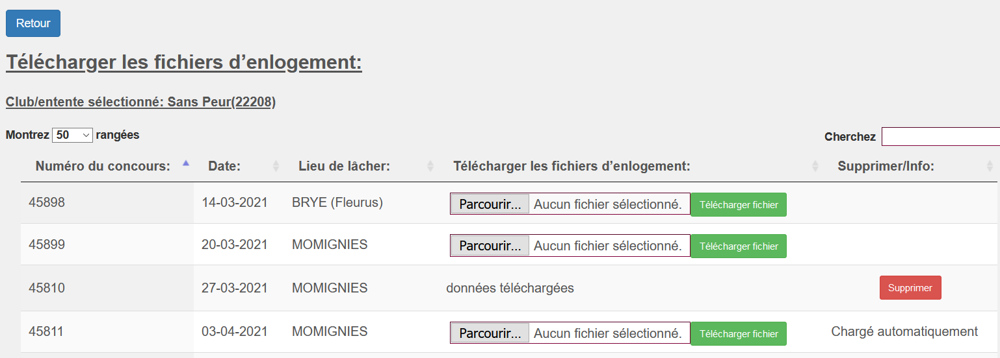 Retour
Télécharger les fichiers d’enlogement:
Club/entente sélectionné: Sans Peur(22208)
Montrez 50 rangées
Cherchez
Numéro du concours: Date: Lieu de lâcher: Télécharger les fichiers d’enlogement: Supprimer/Info:
45898 14-03-2021 BRYE (Fleurus) Parcourir... Aucun fichier sélectionné. Télécharger fichier
45899 20-03-2021 MOMIGNIES Parcourir... Aucun fichier sélectionné. Télécharger fichier
45810 27-03-2021 MOMIGNIES données téléchargées Supprimer
45811 03-04-2021 MOMIGNIES Parcourir... Aucun fichier sélectionné. Télécharger fichier Chargé automatiquement